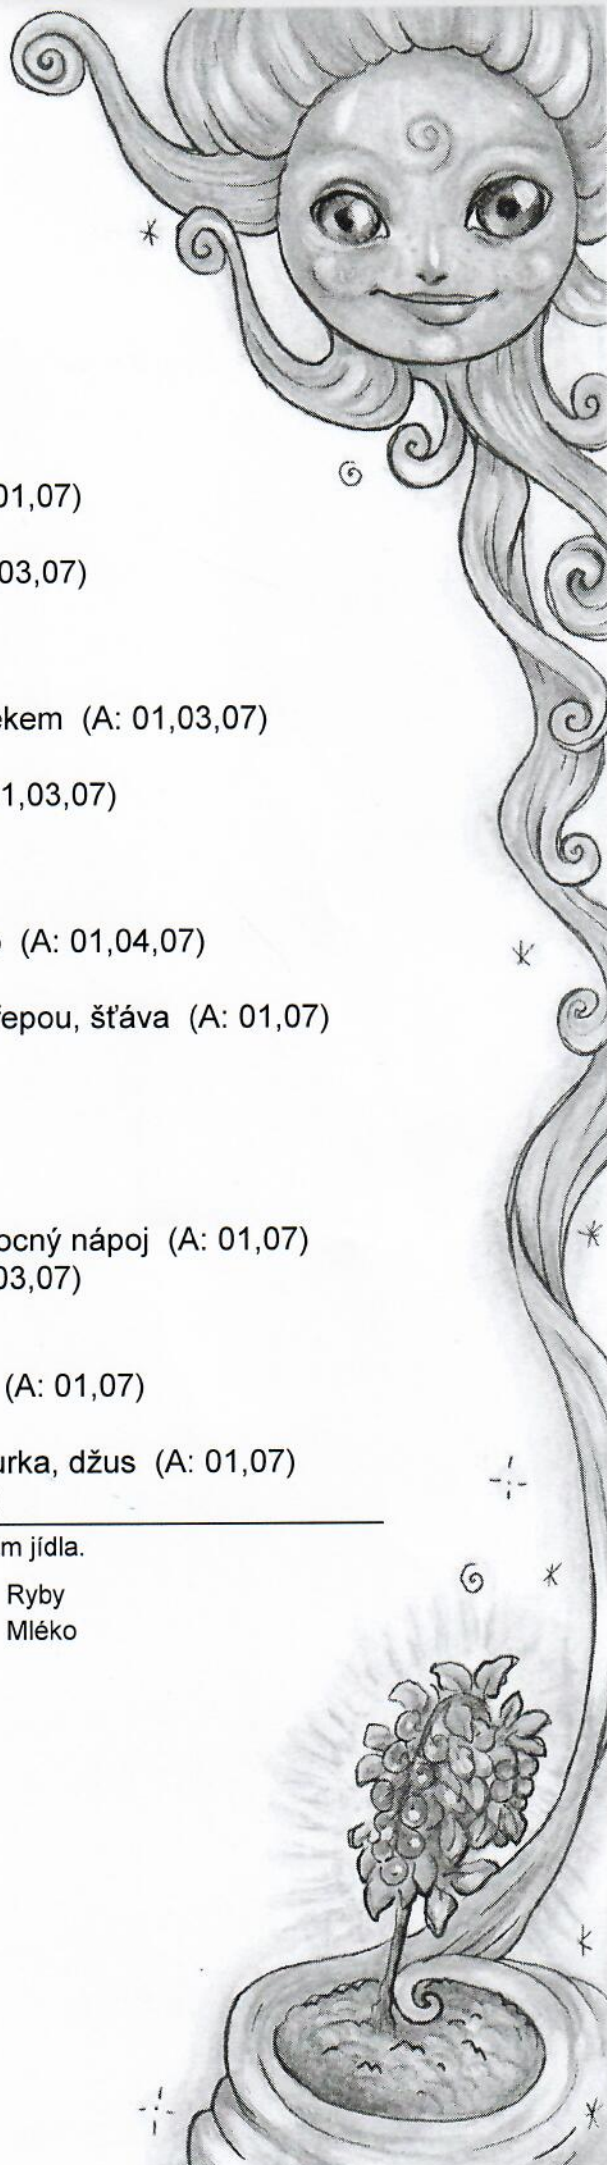 01,07)
03,07)
ekem (A: 01,03,07)
1,03,07)
(A: 01,04,07)
řepou, šťáva (A: 01,07)
ocný nápoj (A: 01,07)
03,07)
(A: 01,07)
urka, džus (A: 01,07)
m jídla.
Ryby
Mléko